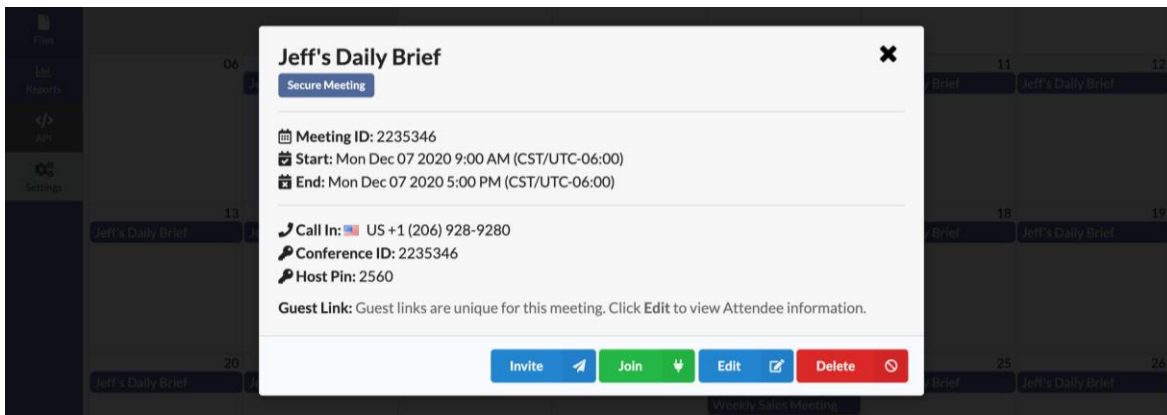 Files
Reports
API
Settings
06
11
12
Brief
Jeff's Daily Brief
13
Jeff's Daily Brief
18
19
Brief
Jeff's Daily Brief
20
Jeff's Daily Brief
25
26
Brief
Jeff's Daily Brief
Weekly Sales Meeting
Jeff's Daily Brief
Secure Meeting
Meeting ID: 2235346
Start: Mon Dec 07 2020 9:00 AM (CST/UTC-06:00)
End: Mon Dec 07 2020 5:00 PM (CST/UTC-06:00)
Call In: US +1 (206) 928-9280
Conference ID: 2235346
Host Pin: 2560
Guest Link: Guest links are unique for this meeting. Click Edit to view Attendee information.
Invite
Join
Edit
Delete